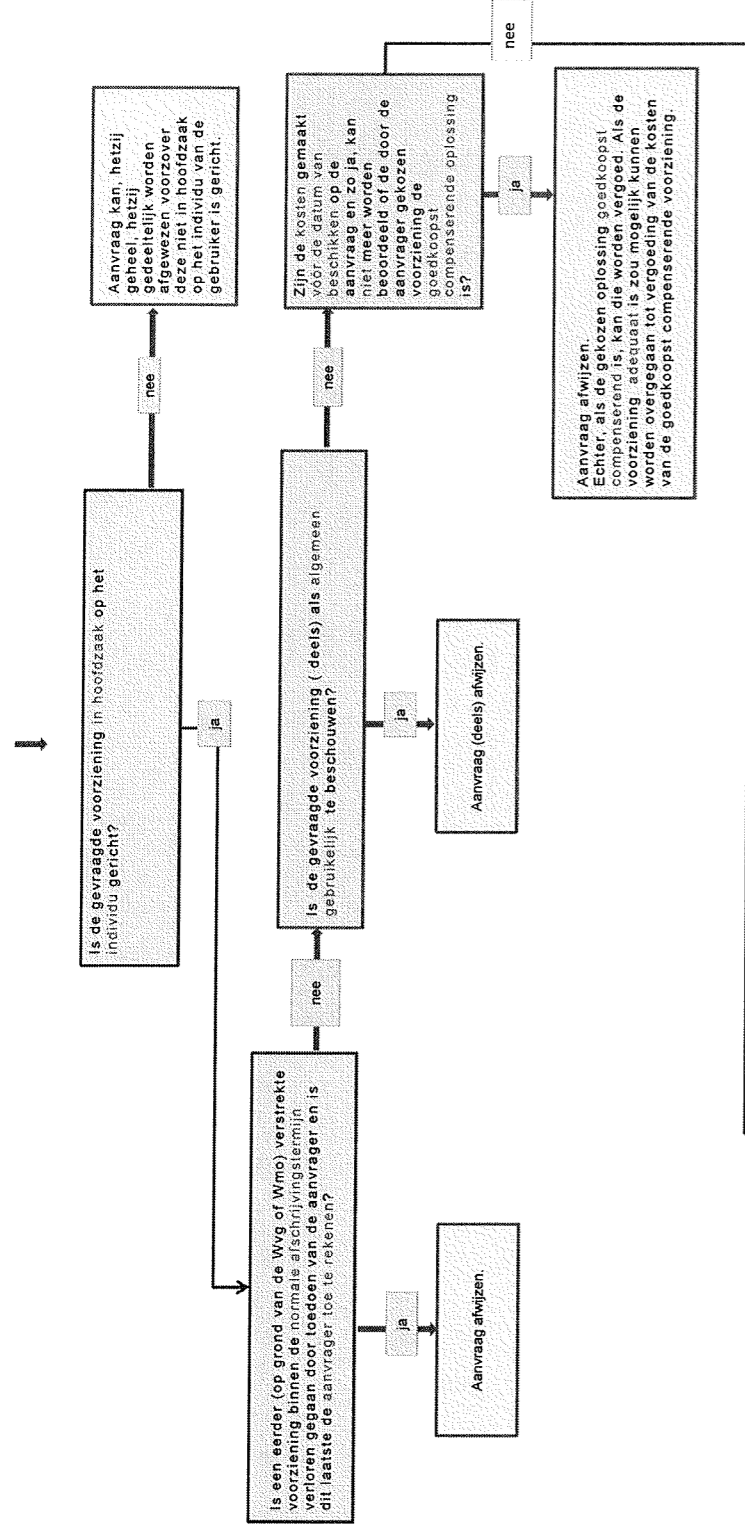 Is de gevraagde voorziening in hoofdzaak op het
individu gericht?
nee
Aanvraag kan, hetzij
geheel, hetzij
gedeeltelijk worden
afgewezen voorzover
deze niet in hoofdzaak
op het individu van de
gebruiker is gericht.
ja
Is een eerder (op grond van de Wvg of Wmo) verstrekte
voorziening binnen de normale afschrijvingstermijn
verloren gegaan door toedoen van de aanvrager en is
dit laatste de aanvrager toe te rekenen?
ja
Aanvraag afwijzen.
nee
Is de gevraagde voorziening ( deels) als algemeen
gebruikelijk te beschouwen?
ja
Aanvraag (deels) afwijzen.
nee
Zijn de kosten gemaakt
vóór de datum van
beschikken op de
aanvraag en zo ja, kan
niet meer worden
beoordeeld of de door de
aanvrager gekozen
voorziening de
goedkoopst
compenserende oplossing
is?
ja
Aanvraag afwijzen.
Echter, als de gekozen oplossing goedkoopst
compenserend is, kan die worden vergoed. Als de
voorziening adequaat is zou mogelijk kunnen
worden overgegaan tot vergoeding van de kosten
van de goedkoopst compenserende voorziening.
nee